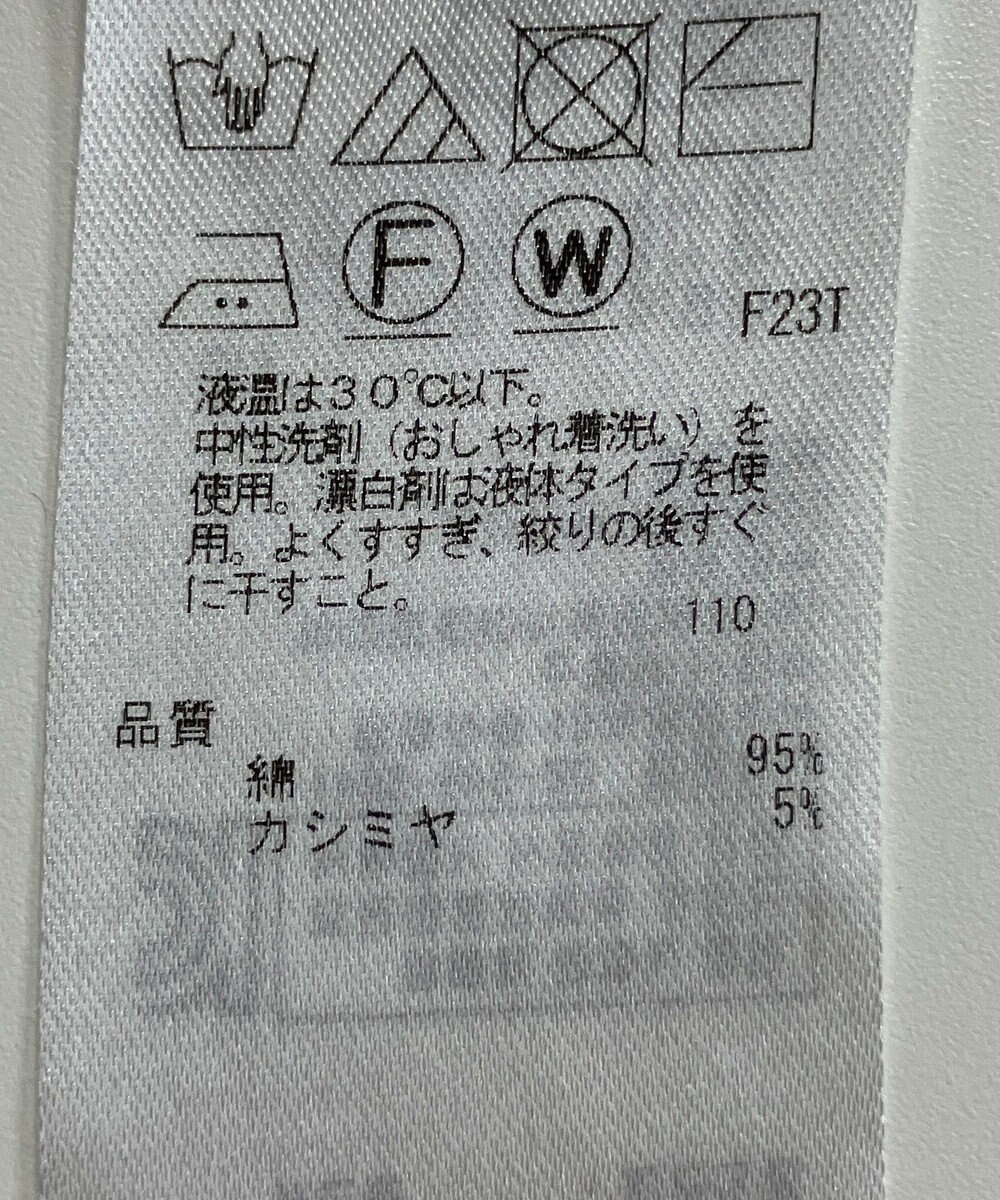 F W
F23T
液温は30℃以下。
中性洗剤（おしゃれ着洗い）を
使用。漂白剤は液体タイプを使
用。よくすすぎ、絞りの後すぐ
に干すこと。
110
品質
綿 95%
カシミヤ 5%